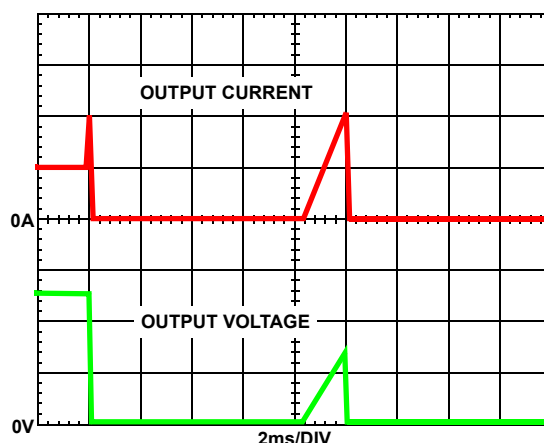 OUTPUT CURRENT
0A
OUTPUT VOLTAGE
0V
2ms/DIV